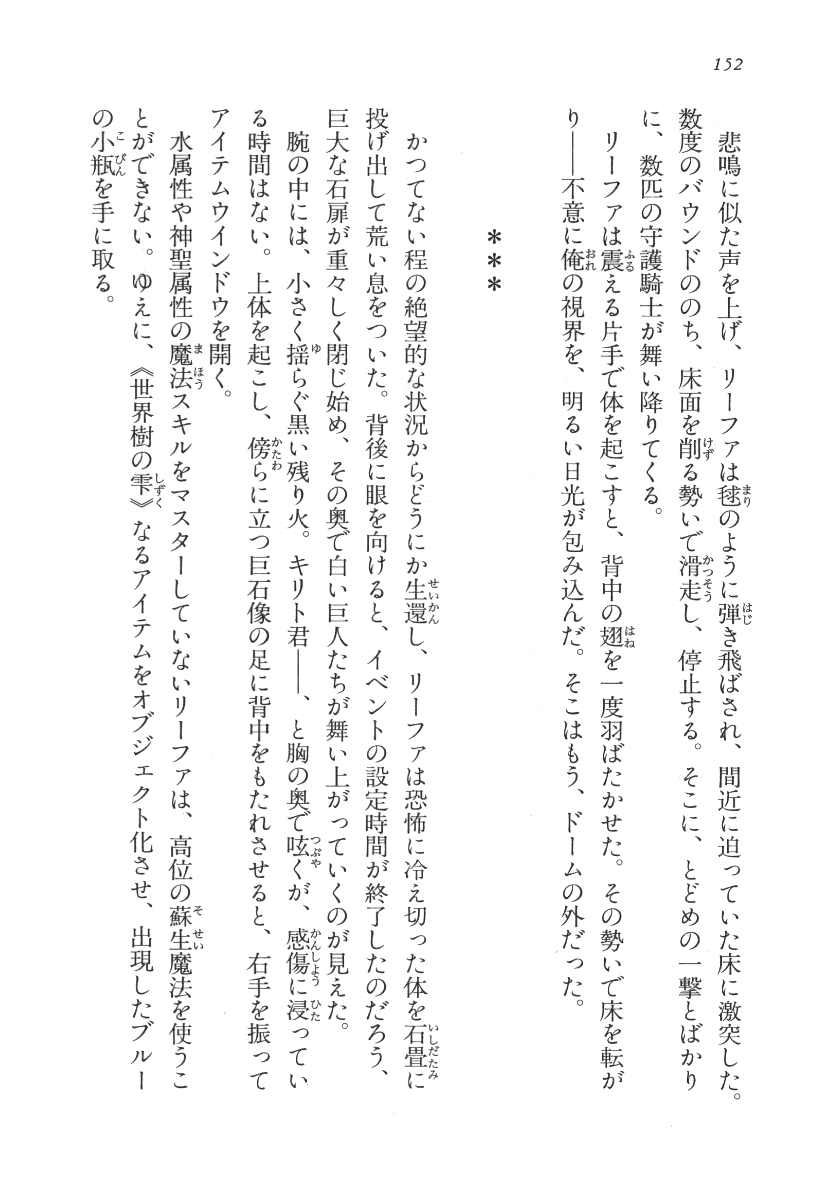 152
悲鳴に似た声を上げ、リーファは毬のように弾き飛ばされ、間近に迫っていた床に激突した。
数度のバウンドののち、床面を削る勢いで滑走し、停止する。そこに、とどめの一撃とばかり
に、数匹の守護騎士が舞い降りてくる。
リーファは震える片手で体を起こすと、背中の翅を一度羽ばたかせた。その勢いで床を転が
り——不意に俺の視界を、明るい日光が包み込んだ。そこはもう、ドームの外だった。
＊＊＊
かつてない程の絶望的な状況からどうにか生還し、リーファは恐怖に冷え切った体を石畳に
投げ出して荒い息をついた。背後に眼を向けると、イベントの設定時間が終了したのだろう、
巨大な石扉が重々しく閉じ始め、その奥で白い巨人たちが舞い上がっていくのが見えた。
腕の中には、小さく揺らぐ黒い残り火。キリト君——、と胸の奥で呟くが、感傷に浸ってい
る時間はない。上体を起こし、傍らに立つ巨石像の足に背中をもたれさせると、右手を振って
アイテムウインドウを開く。
水属性や神聖属性の魔法スキルをマスターしていないリーファは、高位の蘇生魔法を使うこ
とができない。ゆえに、《世界樹の雫》なるアイテムをオブジェクト化させ、出現したブルー
の小瓶を手に取る。